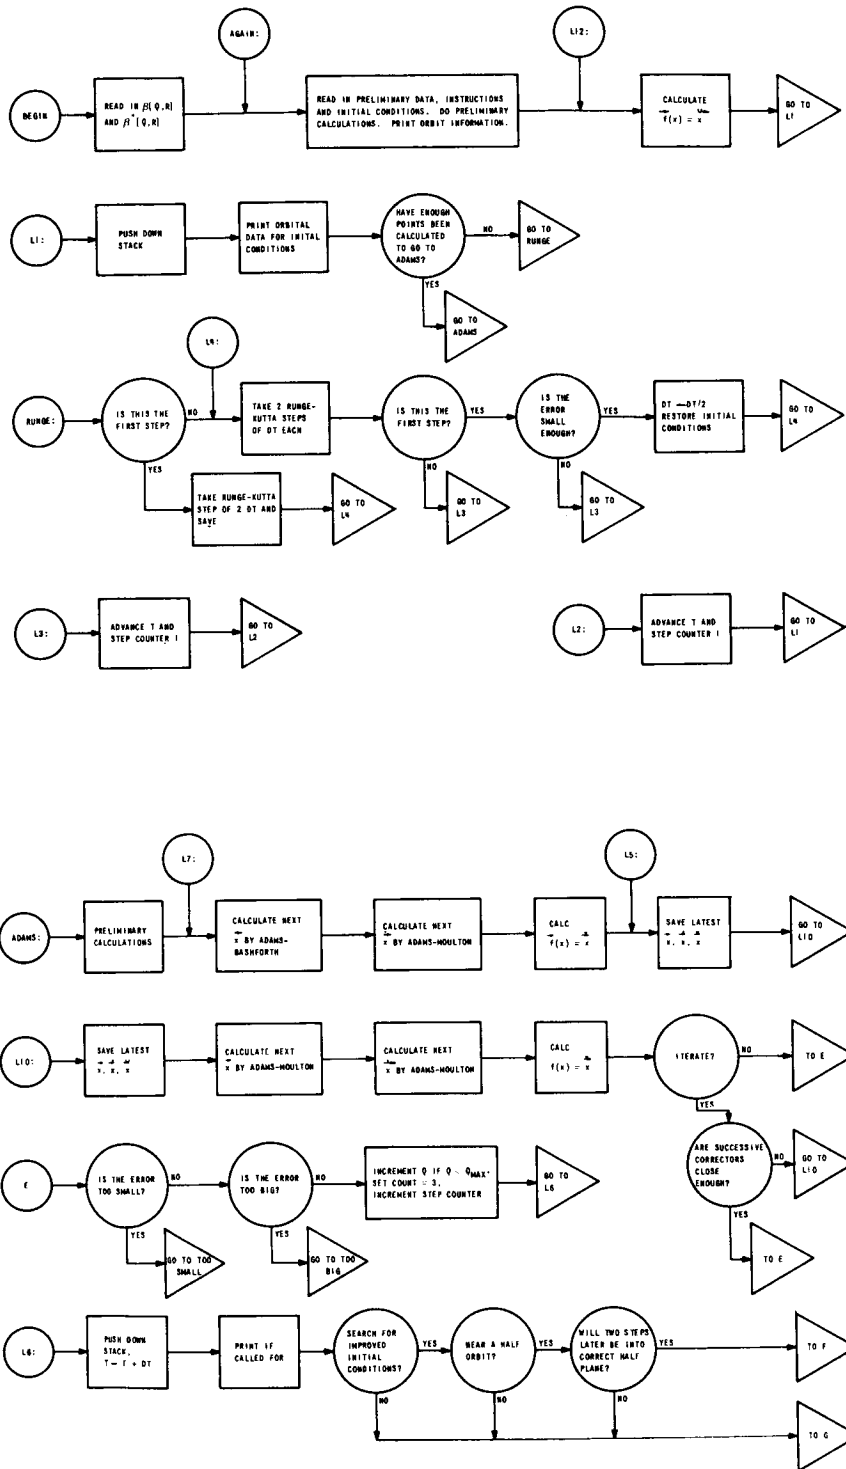 AGAIN:
L12:
BEGIN
READ IN β[Q,R]
AND β*[Q,R]
READ IN PRELIMINARY DATA, INSTRUCTIONS
AND INITIAL CONDITIONS. DO PRELIMINARY
CALCULATIONS. PRINT ORBIT INFORMATION.
CALCULATE
f(x) = x
GO TO
L1
L1:
PUSH DOWN
STACK
PRINT ORBITAL
DATA FOR INITAL
CONDITIONS
HAVE ENOUGH
POINTS BEEN
CALCULATED
TO GO TO
ADAMS?
NO
GO TO
RUNGE
YES
GO TO
ADAMS
L4:
RUNGE:
IS THIS THE
FIRST STEP?
NO
TAKE 2 RUNGE-
KUTTA STEPS
OF DT EACH
IS THIS THE
FIRST STEP?
YES
IS THE
ERROR
SMALL
ENOUGH?
YES
DT ← DT/2
RESTORE INITIAL
CONDITIONS
GO TO
L4
YES
TAKE RUNGE-KUTTA
STEP OF 2 DT AND
SAVE
GO TO
L4
NO
GO TO
L3
NO
GO TO
L3
L3:
ADVANCE T AND
STEP COUNTER I
GO TO
L2
L2:
ADVANCE T AND
STEP COUNTER I
GO TO
L1
L7:
L5:
ADAMS:
PRELIMINARY
CALCULATIONS
CALCULATE NEXT
x BY ADAMS-
BASHFORTH
CALCULATE NEXT
x BY ADAMS-MOULTON
CALC
f(x) = x
SAVE LATEST
x, x, x
GO TO
L10
L10:
SAVE LATEST
x, x, x
CALCULATE NEXT
x BY ADAMS-MOULTON
CALCULATE NEXT
x BY ADAMS-MOULTON
CALC
f(x) = x
ITERATE?
NO
TO E
YES
ARE SUCCESSIVE
CORRECTORS
CLOSE
ENOUGH?
NO
GO TO
L10
YES
TO E
E
IS THE ERROR
TOO SMALL?
NO
IS THE ERROR
TOO BIG?
NO
INCREMENT Q IF Q < QMAX.
SET COUNT = 3,
INCREMENT STEP COUNTER
GO TO
L6
YES
GO TO TOO
SMALL
YES
GO TO TOO
BIG
L6:
PUSH DOWN
STACK,
T ← T + DT
PRINT IF
CALLED FOR
SEARCH FOR
IMPROVED
INITIAL
CONDITIONS?
YES
NEAR A HALF
ORBIT?
YES
WILL TWO STEPS
LATER BE INTO
CORRECT HALF
PLANE?
YES
TO F
NO
NO
NO
TO G